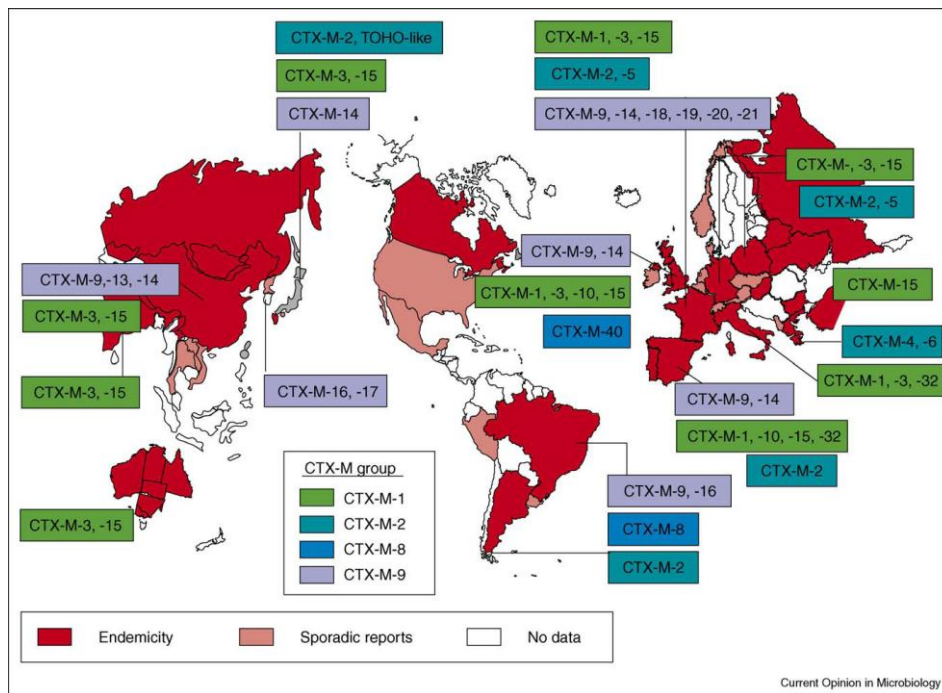 CTX-M-2, TOHO-like
CTX-M-3, -15
CTX-M-14
CTX-M-1, -3, -15
CTX-M-2, -5
CTX-M-9, -14, -18, -19, -20, -21
CTX-M-, -3, -15
CTX-M-2, -5
CTX-M-9,-13, -14
CTX-M-3, -15
CTX-M-3, -15
CTX-M-16, -17
CTX-M-9, -14
CTX-M-1, -3, -10, -15
CTX-M-40
CTX-M-15
CTX-M-4, -6
CTX-M-1, -3, -32
CTX-M-9, -14
CTX-M-1, -10, -15, -32
CTX-M-2
CTX-M-3, -15
CTX-M group
CTX-M-1
CTX-M-2
CTX-M-8
CTX-M-9
CTX-M-9, -16
CTX-M-8
CTX-M-2
Endemicity
Sporadic reports
No data
Current Opinion in Microbiology